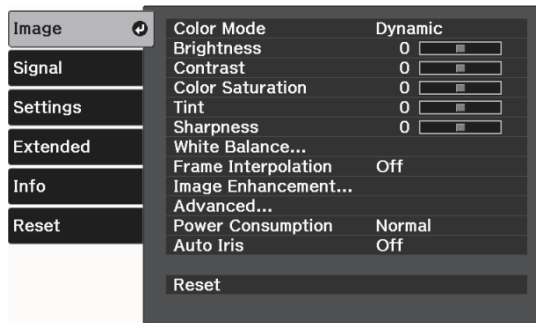 Image
Signal
Settings
Extended
Info
Reset
Color Mode Dynamic
Brightness 0
Contrast 0
Color Saturation 0
Tint 0
Sharpness 0
White Balance...
Frame Interpolation Off
Image Enhancement...
Advanced...
Power Consumption Normal
Auto Iris Off
Reset